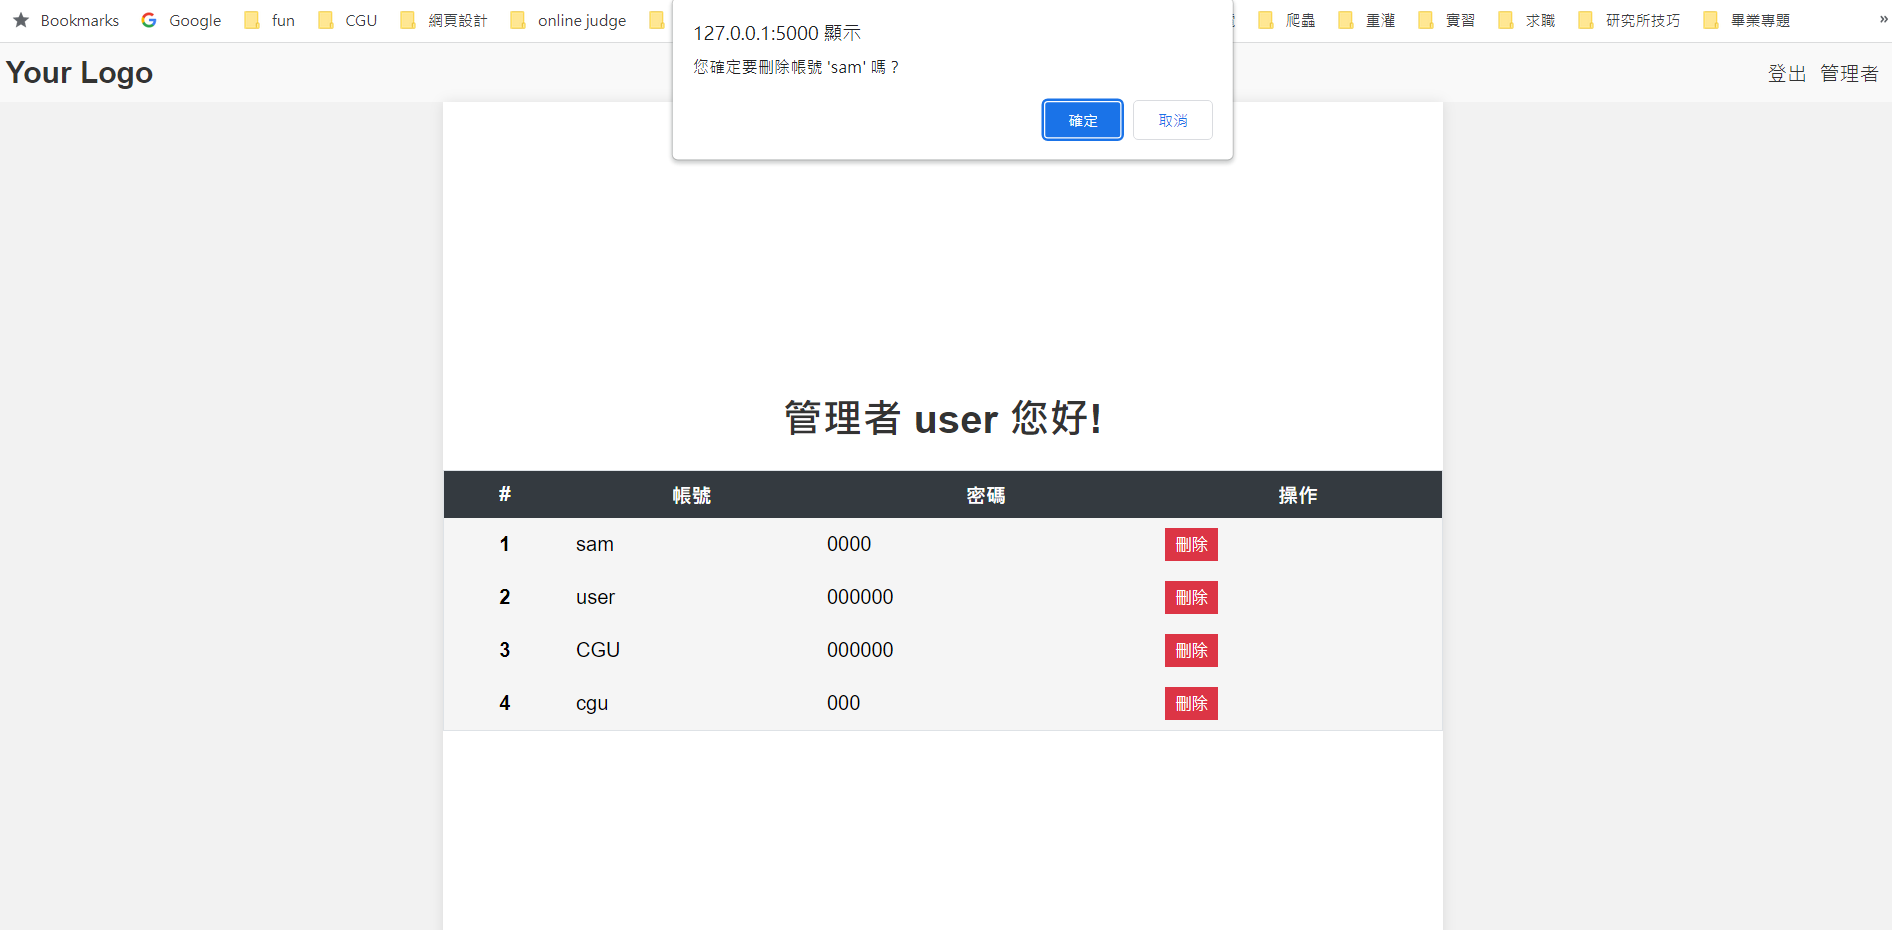 Bookmarks Google fun CGU 網頁設計 online judge 爬蟲 重灌 實習 求職 研究所技巧 畢業專題 »
127.0.0.1:5000 顯示
您確定要刪除帳號 'sam' 嗎？
確定 取消
Your Logo 登出 管理者
管理者 user 您好!
# 帳號 密碼 操作
1 sam 0000 刪除
2 user 000000 刪除
3 CGU 000000 刪除
4 cgu 000 刪除